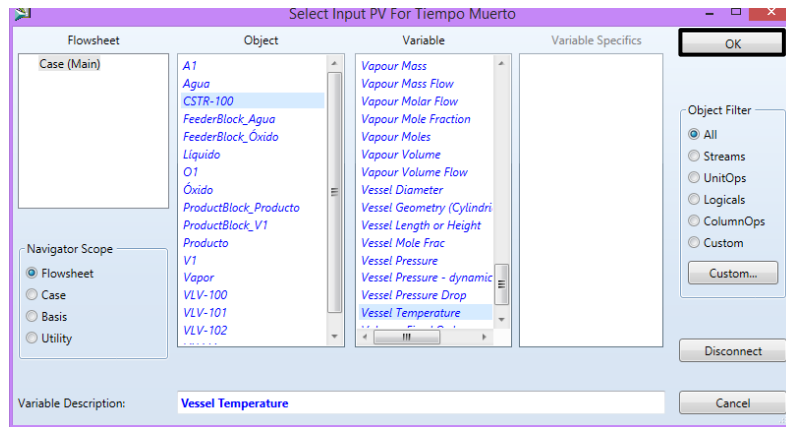 Select Input PV For Tiempo Muerto
Flowsheet
Case (Main)
Navigator Scope
Flowsheet
Case
Basis
Utility
Object
A1
Agua
CSTR-100
FeederBlock_Agua
FeederBlock_Óxido
Líquido
O1
Óxido
ProductBlock_Producto
ProductBlock_V1
Producto
V1
Vapor
VLV-100
VLV-101
VLV-102
Variable
Vapour Mass
Vapour Mass Flow
Vapour Molar Flow
Vapour Mole Fraction
Vapour Moles
Vapour Volume
Vapour Volume Flow
Vessel Diameter
Vessel Geometry (Cylindri
Vessel Length or Height
Vessel Mole Frac
Vessel Pressure
Vessel Pressure - dynamic
Vessel Pressure Drop
Vessel Temperature
Variable Specifics
OK
Object Filter
All
Streams
UnitOps
Logicals
ColumnOps
Custom
Custom...
Disconnect
Variable Description:
Vessel Temperature
Cancel